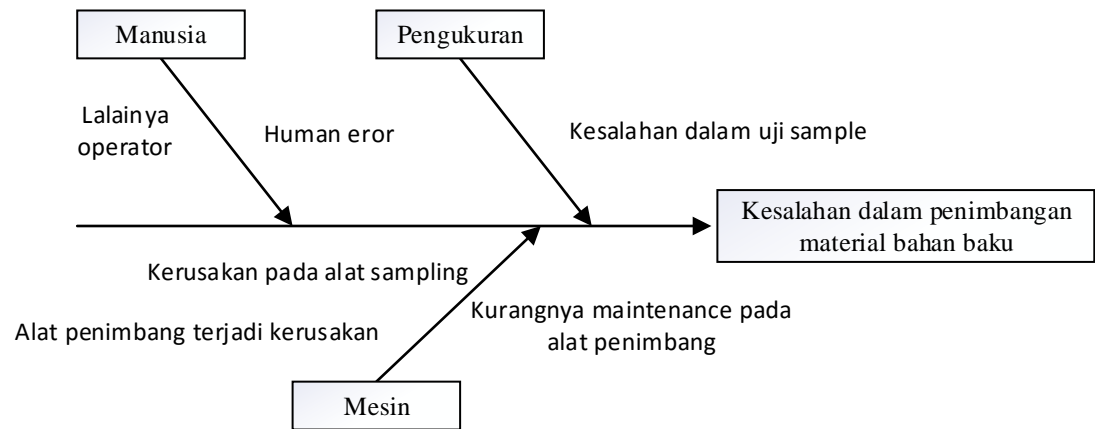 Manusia
Pengukuran
Lalainya
operator
Human eror
Kesalahan dalam uji sample
Kesalahan dalam penimbangan
material bahan baku
Kerusakan pada alat sampling
Kurangnya maintenance pada
alat penimbang
Alat penimbang terjadi kerusakan
Mesin